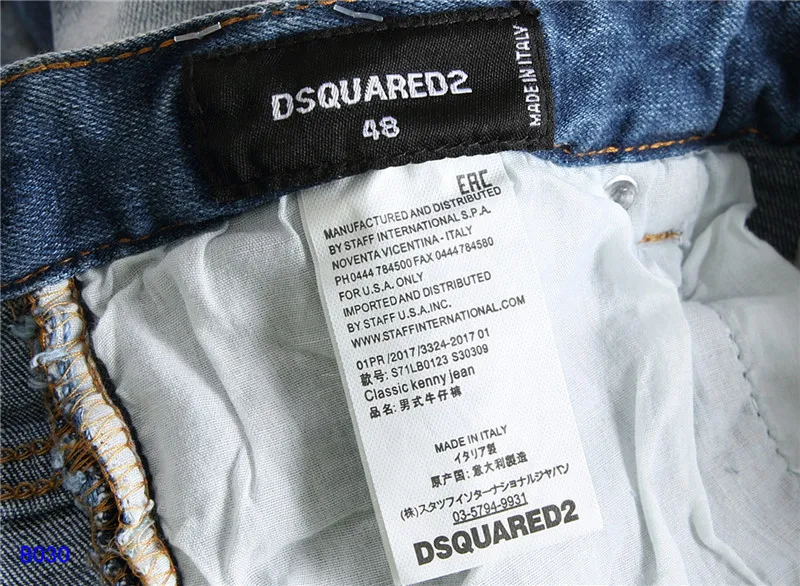 DSQUARED2
48
MADE IN ITALY
EAC
MANUFACTURED AND DISTRIBUTED
BY STAFF INTERNATIONAL S.P.A.
NOVENTA VICENTINA - ITALY
PH0444 784500 FAX 0444784580
FOR U.S.A. ONLY
IMPORTED AND DISTRIBUTED
BY STAFF U.S.A.INC.
WWW.STAFFINTERNATIONAL.COM
01PR /2017 /3324-2017 01
款号: S71LB0123 S30309
Classic kenny jean
品名: 男式牛仔褲
MADE IN ITALY
イタリア製
原产国: 意大利製造
(株)スタッフインターナショナルジャパン
03-5794-9931
DSQUARED2
B030